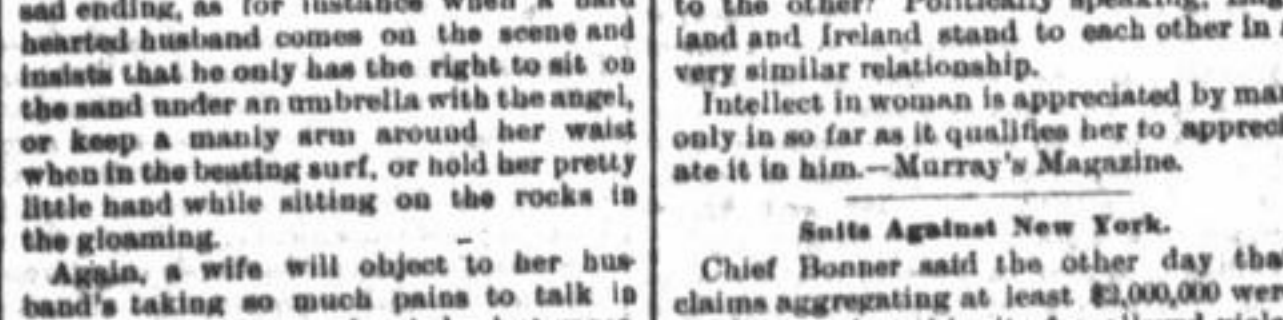 sad ending, as for instance when a hard
hearted husband comes on the scene and
insists that he only has the right to sit on
the sand under an umbrella with the angel,
or keep a manly arm around her waist
when in the beating surf, or hold her pretty
little hand while sitting on the rocks in
the gloaming.
Again, a wife will object to her hus-
band's taking so much pains to talk in
to the other? Politically speaking, Eng
land and Ireland stand to each other in a
very similar relationship.
Intellect in woman is appreciated by man
only in so far as it qualifies her to appreci
ate it in him.—Murray's Magazine.
Suits Against New York.
Chief Bonner said the other day that
claims aggregating at least $2,000,000 were